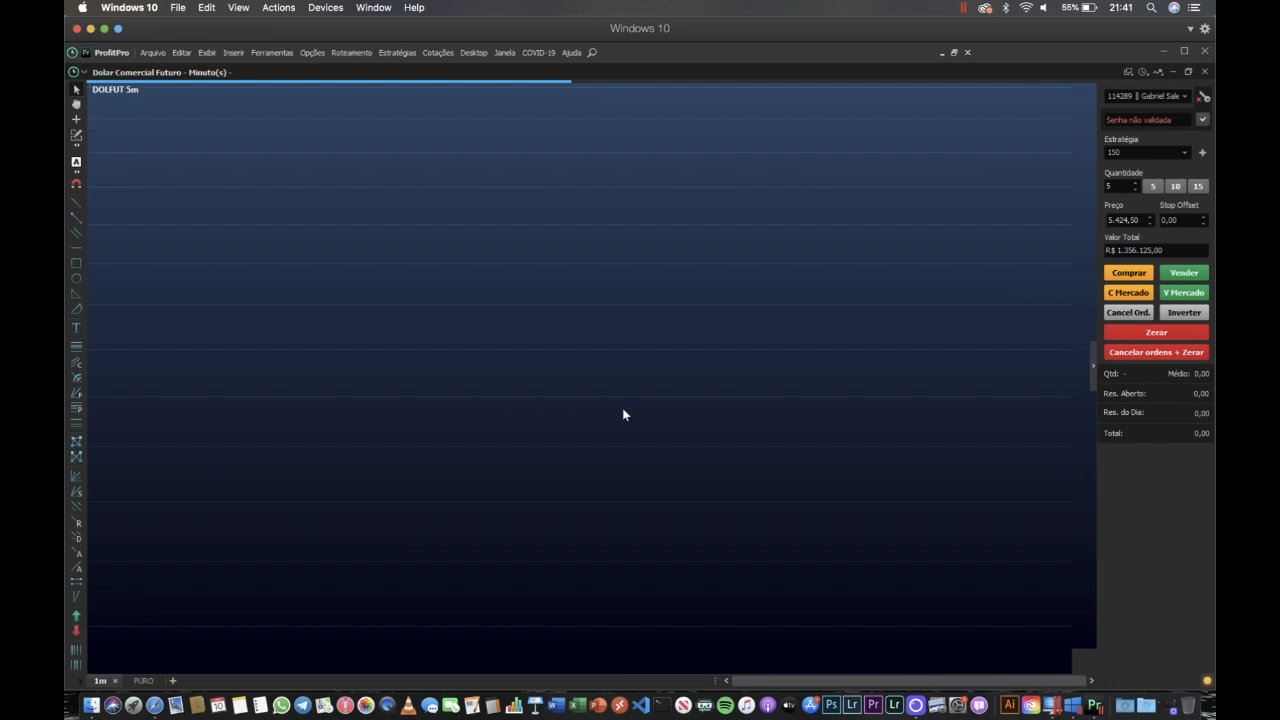 Windows 10 File Edit View Actions Devices Window Help 55% 21:41
Windows 10
ProfitPro Arquivo Editar Exibir Inserir Ferramentas Opções Roteamento Estratégias Cotações Desktop Janela COVID-19 Ajuda
Dolar Comercial Futuro - Minuto(s) -
DOLFUT 5m
114289 || Gabriel Sale
Senha não validada
Estratégia
150
Quantidade
5 5 10 15
Preço Stop Offset
5.424,50 0,00
Valor Total
R$ 1.356.125,00
Comprar Vender
C Mercado V Mercado
Cancel Ord. Inverter
Zerar
Cancelar ordens + Zerar
Qtd: - Médio: 0,00
Res. Aberto: 0,00
Res. do Dia: 0,00
Total: 0,00
1m PURO